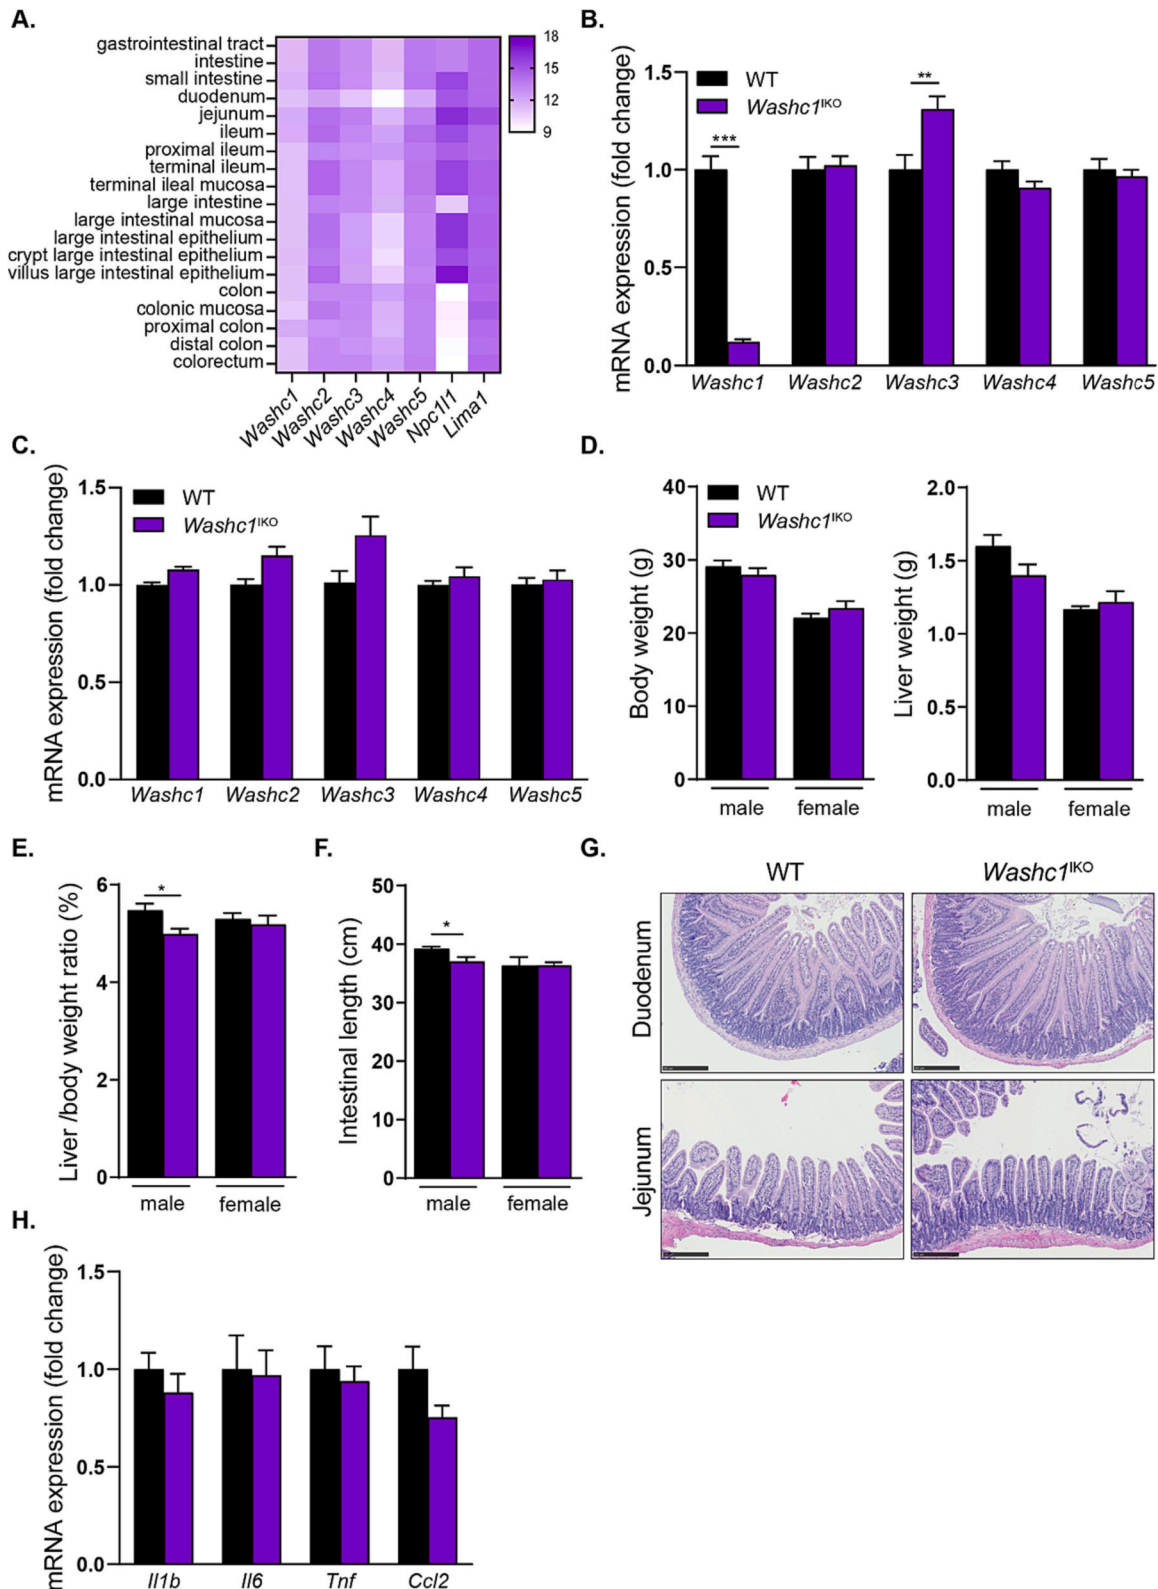 A.
gastrointestinal tract
intestine
small intestine
duodenum
jejunum
ileum
proximal ileum
terminal ileum
terminal ileal mucosa
large intestine
large intestinal mucosa
large intestinal epithelium
crypt large intestinal epithelium
villus large intestinal epithelium
colon
colonic mucosa
proximal colon
distal colon
colorectum
Washc1 Washc2 Washc3 Washc4 Washc5 Npc1l1 Lima1
18
15
12
9
B.
mRNA expression (fold change)
1.5
1.0
0.5
0.0
WT
Washc1IKO
***
**
Washc1 Washc2 Washc3 Washc4 Washc5
C.
mRNA expression (fold change)
1.5
1.0
0.5
0.0
WT
Washc1IKO
Washc1 Washc2 Washc3 Washc4 Washc5
D.
Body weight (g)
40
30
20
10
0
WT
Washc1IKO
male female
Liver weight (g)
2.0
1.5
1.0
0.5
0.0
male female
E.
Liver /body weight ratio (%)
6
4
2
0
*
male female
F.
Intestinal length (cm)
50
40
30
20
10
0
*
male female
G.
WT Washc1IKO
Duodenum
Jejunum
H.
mRNA expression (fold change)
1.5
1.0
0.5
0.0
Il1b Il6 Tnf Ccl2